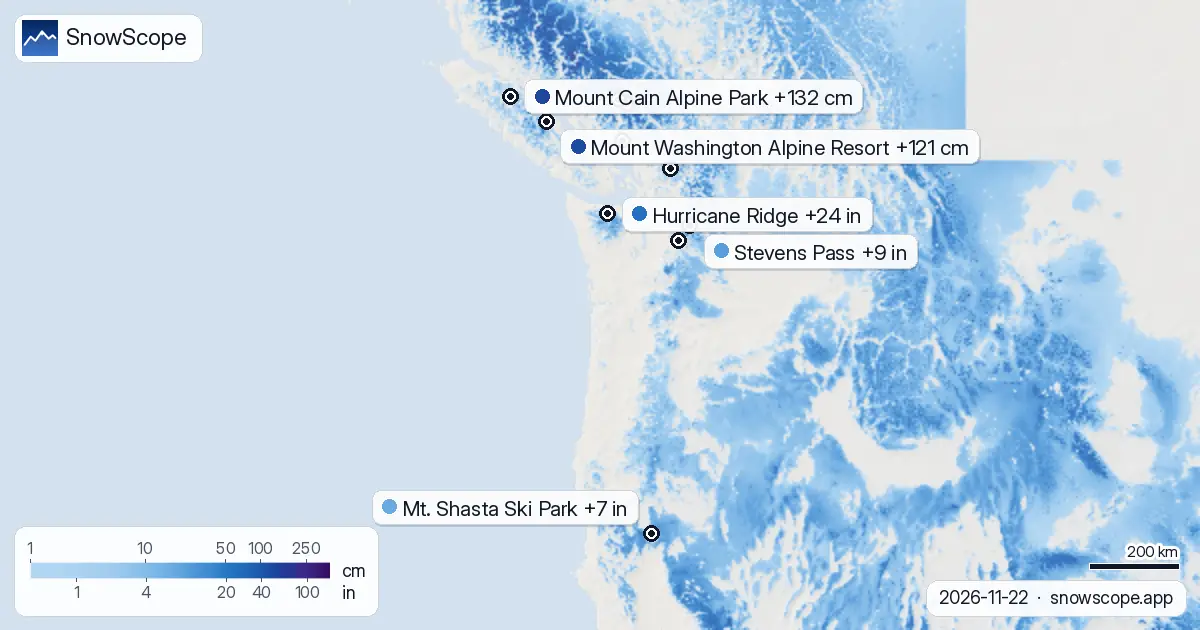 SnowScope
Mount Cain Alpine Park +132 cm
Mount Washington Alpine Resort +121 cm
Hurricane Ridge +24 in
Stevens Pass +9 in
Mt. Shasta Ski Park +7 in
1 10 50 100 250
cm
1 4 20 40 100
in
200 km
2026-11-22 · snowscope.app